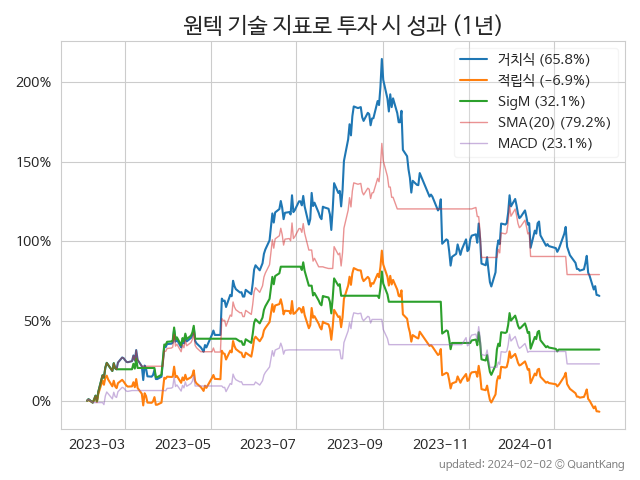 원텍 기술 지표로 투자 시 성과 (1년)
거치식 (65.8%)
적립식 (-6.9%)
SigM (32.1%)
SMA(20) (79.2%)
MACD (23.1%)
200%
150%
100%
50%
0%
2023-03 2023-05 2023-07 2023-09 2023-11 2024-01
updated: 2024-02-02 ⓒ QuantKang